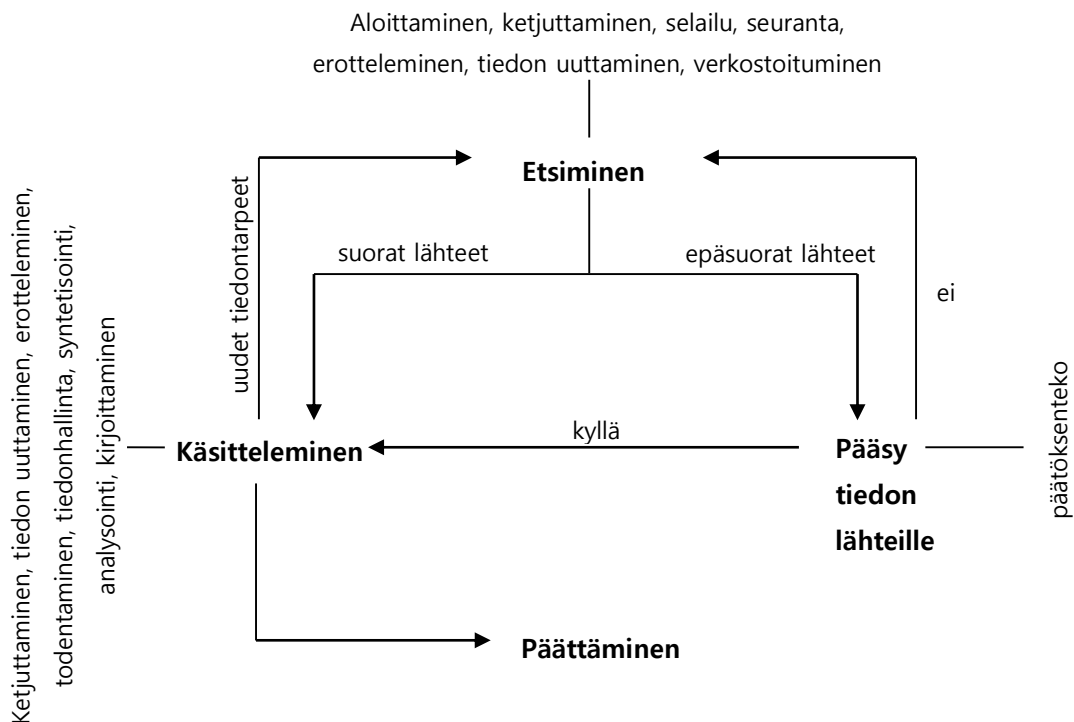 Aloittaminen, ketjuttaminen, selailu, seuranta,
erotteleminen, tiedon uuttaminen, verkostoituminen
Etsiminen
suorat lähteet
epäsuorat lähteet
uudet tiedontarpeet
ei
Ketjuttaminen, tiedon uuttaminen, erotteleminen,
todentaminen, tiedonhallinta, syntetisointi,
analysointi, kirjoittaminen
Käsitteleminen
kyllä
Pääsy
tiedon
lähteille
päätöksenteko
Päättäminen